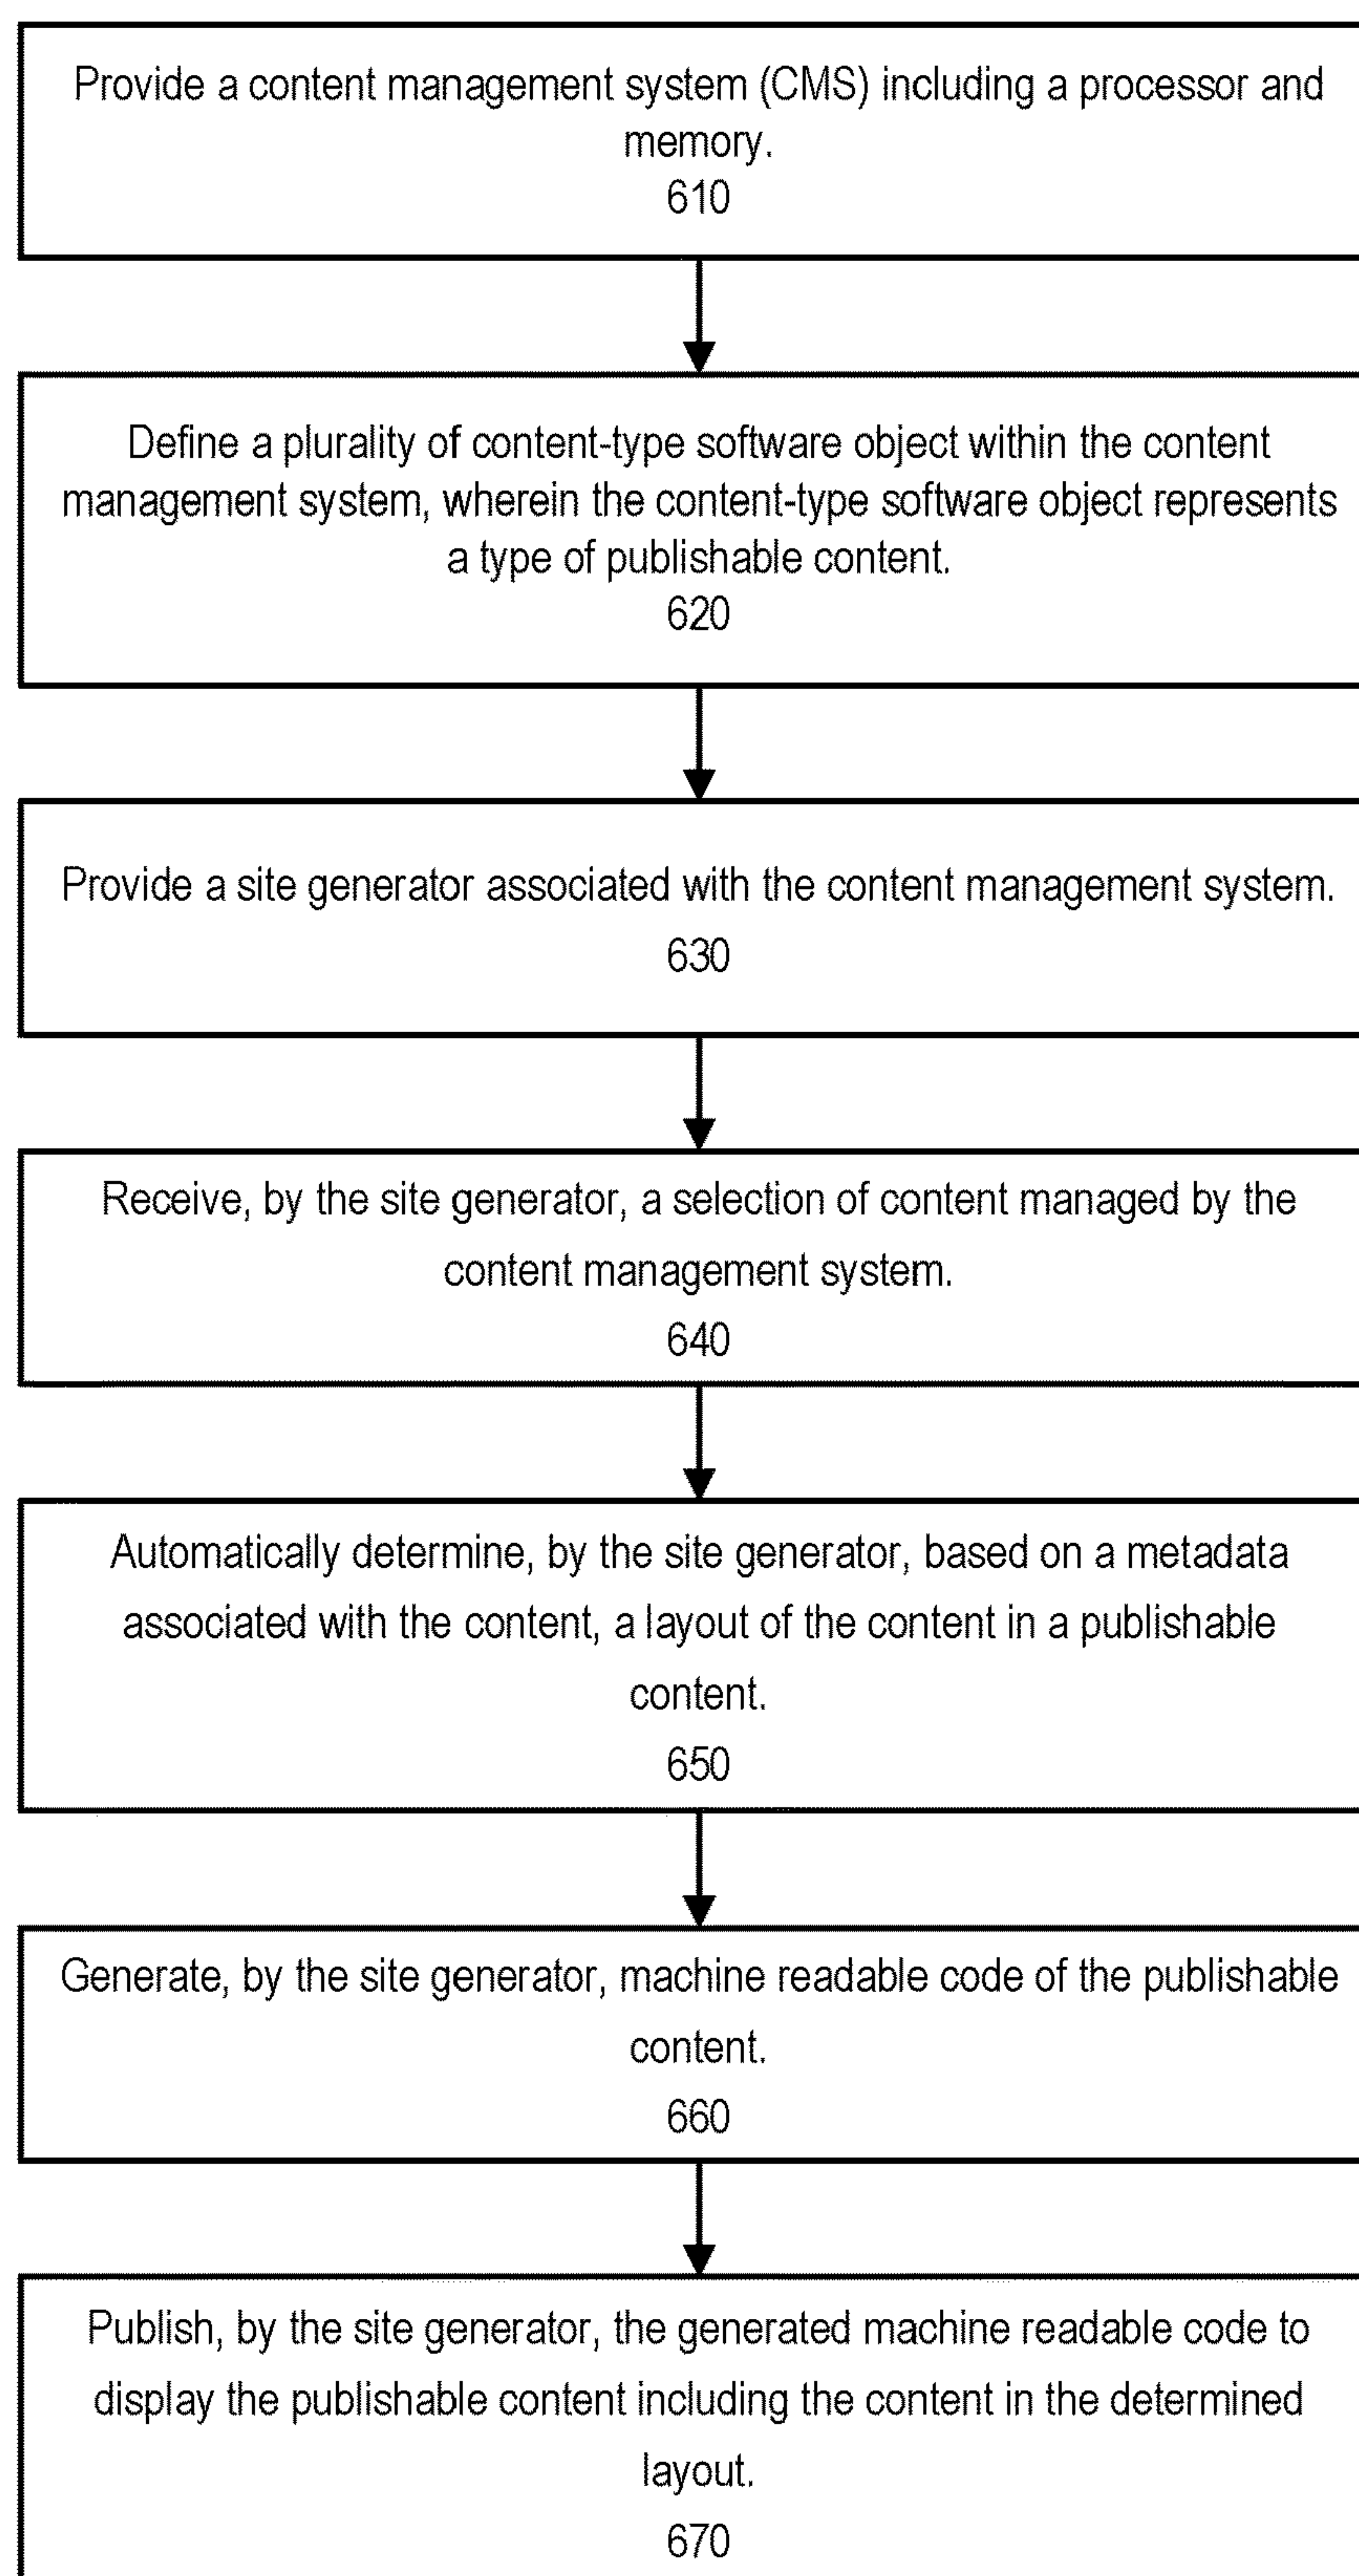 Provide a content management system (CMS) including a processor and
memory.
610
Define a plurality of content-type software object within the content
management system, wherein the content-type software object represents
a type of publishable content.
620
Provide a site generator associated with the content management system.
630
Receive, by the site generator, a selection of content managed by the
content management system.
640
Automatically determine, by the site generator, based on a metadata
associated with the content, a layout of the content in a publishable
content.
650
Generate, by the site generator, machine readable code of the publishable
content.
660
Publish, by the site generator, the generated machine readable code to
display the publishable content including the content in the determined
layout.
670